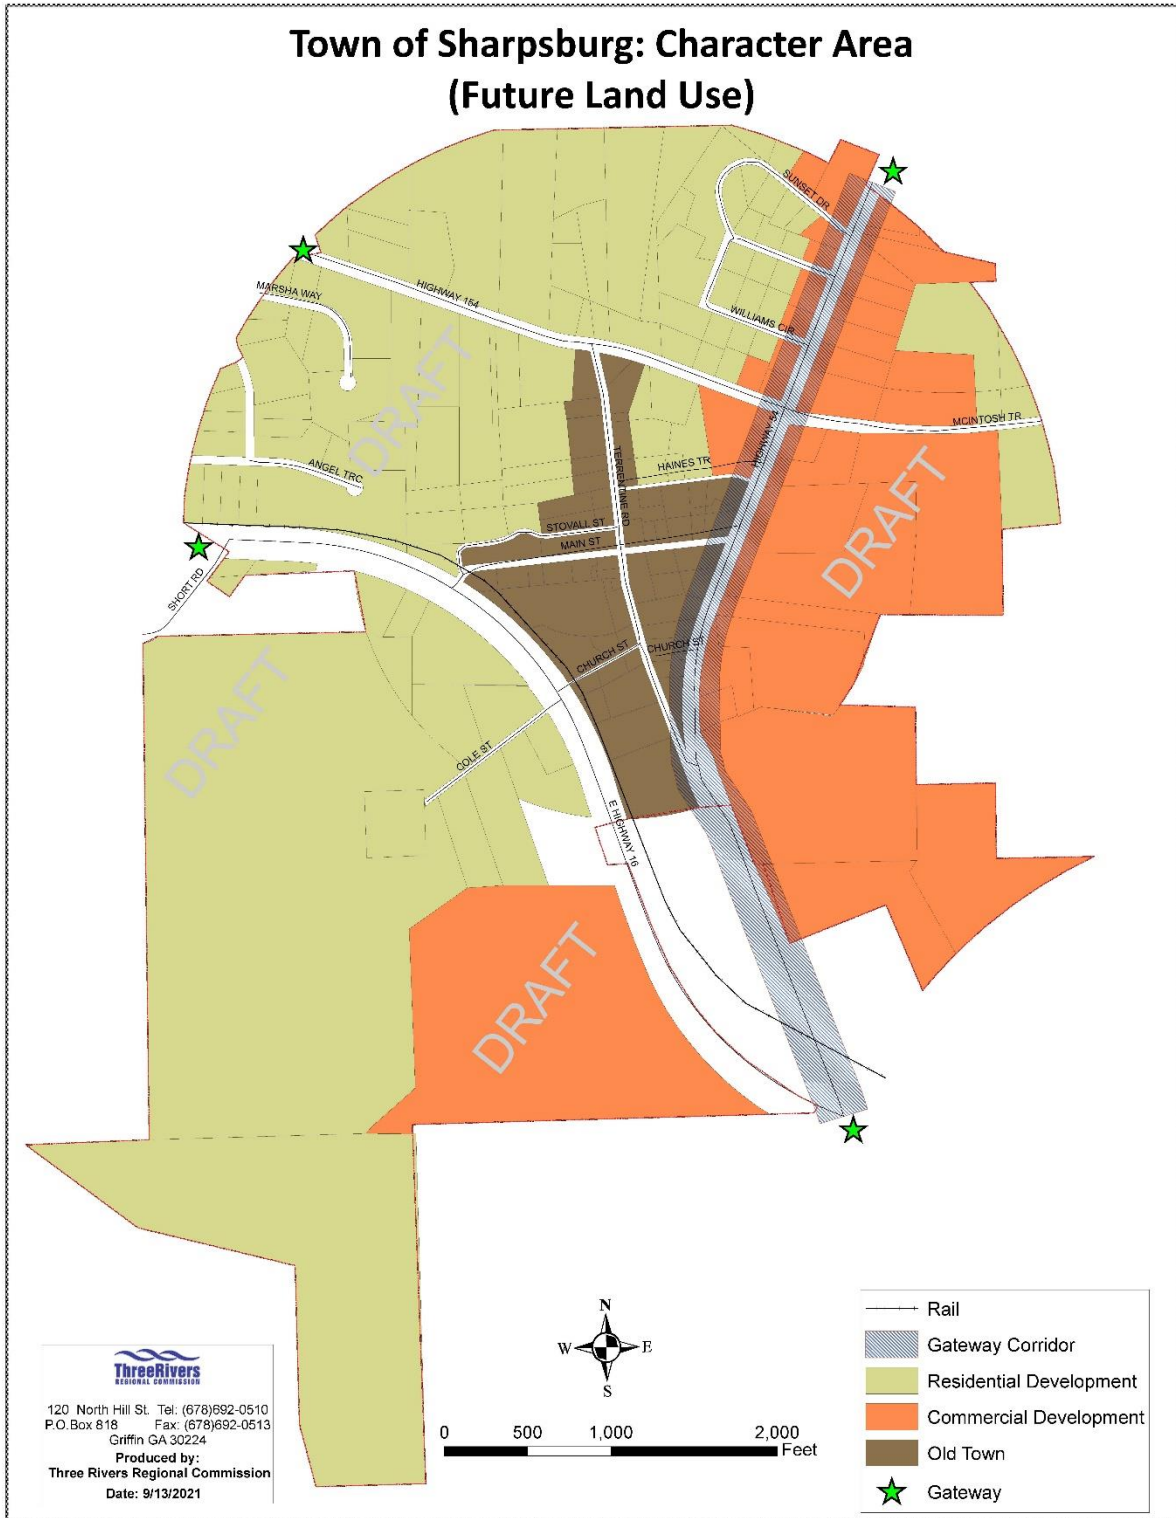 Town of Sharpsburg: Character Area
(Future Land Use)
SUNSET DR
HIGHWAY 154
MARSHA WAY
WILLIAMS CIR
DRAFT
HIGHWAY 54
MCINTOSH TR
TERRENTINE RD
HAINES TR
ANGEL TRC
DRAFT
STOVALL ST
MAIN ST
SHORT RD
CHURCH ST
CHURCH ST
DRAFT
COLE ST
E HIGHWAY 16
DRAFT
N
W
E
S
0 500 1,000 2,000
Feet
Rail
Gateway Corridor
Residential Development
Commercial Development
Old Town
Gateway
ThreeRivers
REGIONAL COMMISSION
120 North Hill St. Tel: (678)692-0510
P.O.Box 818 Fax: (678)692-0513
Griffin GA 30224
Produced by:
Three Rivers Regional Commission
Date: 9/13/2021